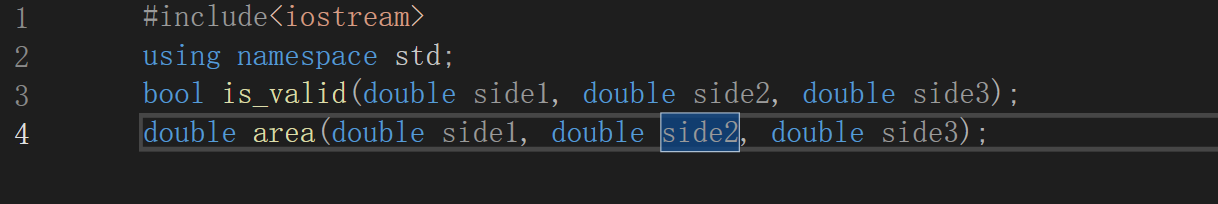 1 #include<iostream>
2 using namespace std;
3 bool is_valid(double side1, double side2, double side3);
4 double area(double side1, double side2, double side3);